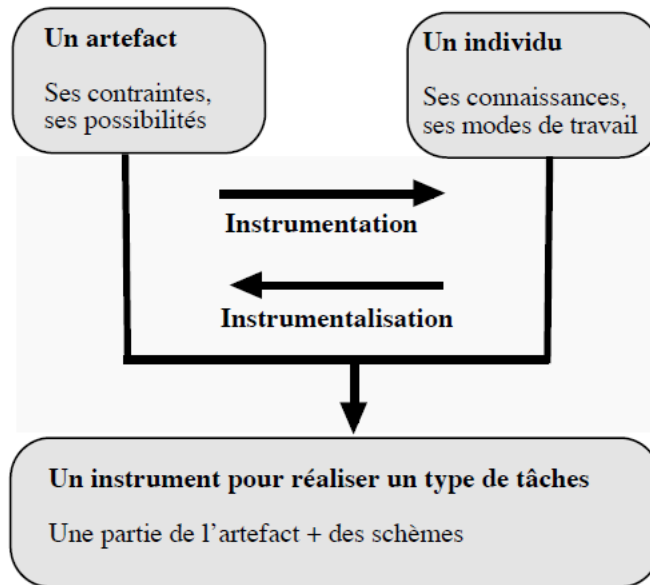 Un artefact
Ses contraintes,
ses possibilités
Un individu
Ses connaissances,
ses modes de travail
Instrumentation
Instrumentalisation
Un instrument pour réaliser un type de tâches
Une partie de l'artefact + des schèmes